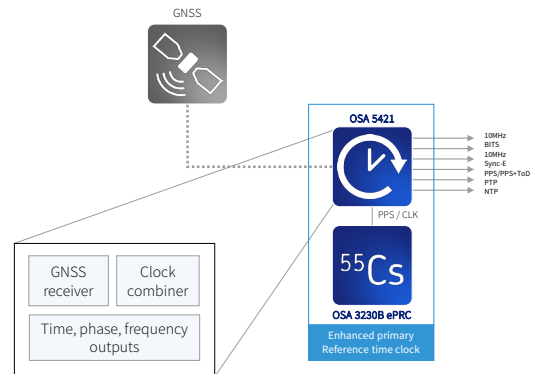 GNSS
OSA 5421
10MHz
BITS
10MHz
Sync-E
PPS/PPS+ToD
PTP
NTP
PPS / CLK
55Cs
OSA 3230B ePRC
Enhanced primary
Reference time clock
GNSS
receiver
Clock
combiner
Time, phase, frequency
outputs